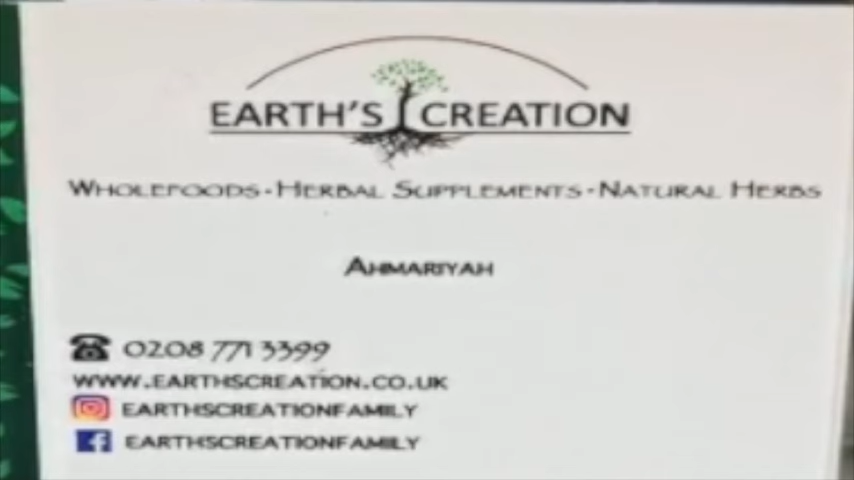 EARTH'S CREATION
WHOLEFOODS • HERBAL SUPPLEMENTS • NATURAL HERBS
AHMARIYAH
0208 771 3399
WWW.EARTHSCREATION.CO.UK
EARTHSCREATIONFAMILY
EARTHSCREATIONFAMILY